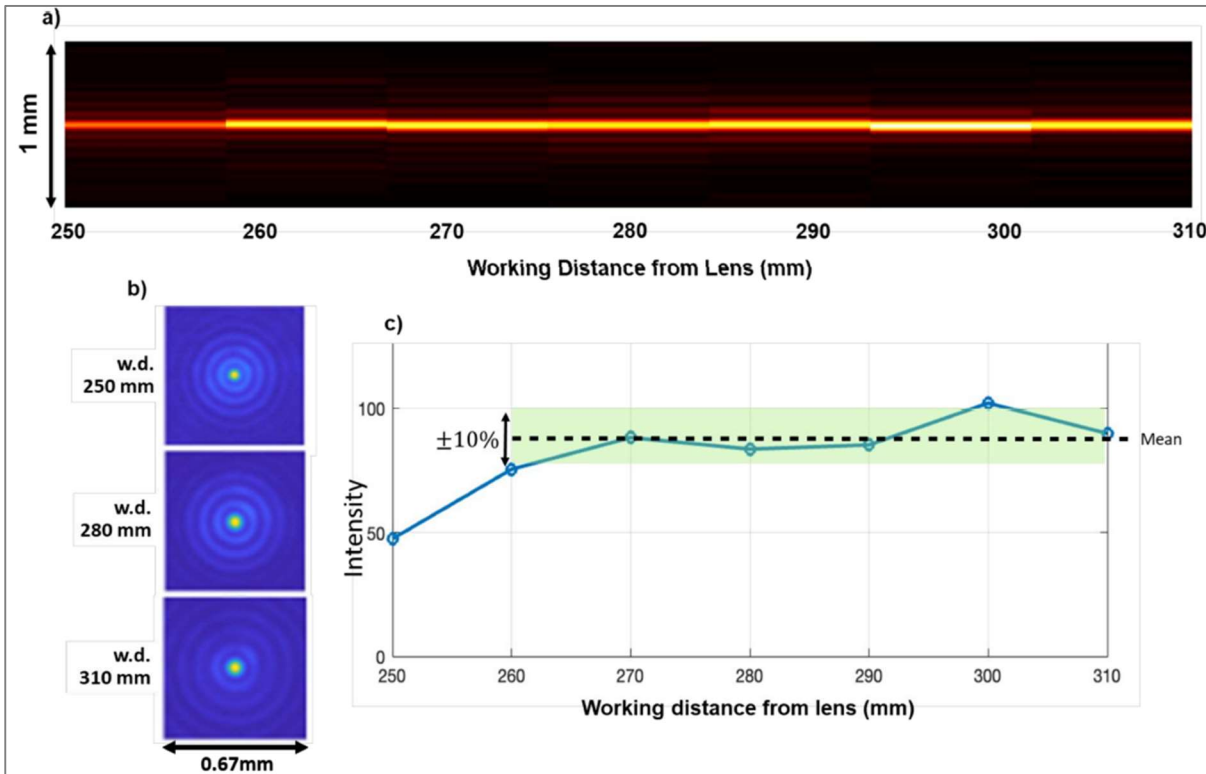 a)
1 mm
250 260 270 280 290 300 310
Working Distance from Lens (mm)
b)
w.d.
250 mm
w.d.
280 mm
w.d.
310 mm
0.67mm
c)
Intensity
100
50
0
±10%
Mean
250 260 270 280 290 300 310
Working distance from lens (mm)